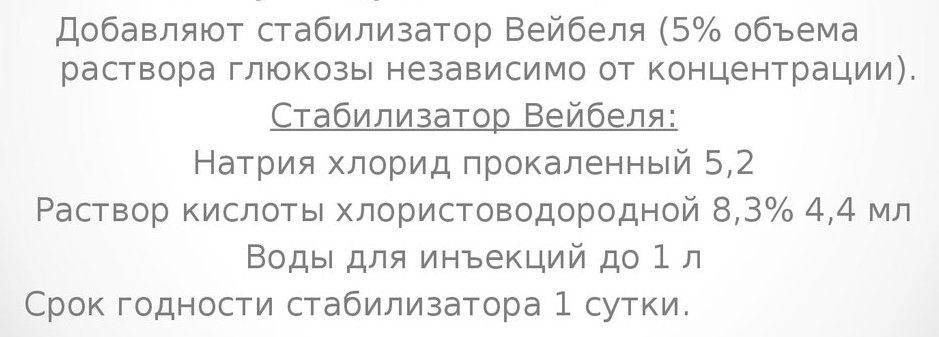 Добавляют стабилизатор Вейбеля (5% объема
раствора глюкозы независимо от концентрации).
Стабилизатор Вейбеля:
Натрия хлорид прокаленный 5,2
Раствор кислоты хлористоводородной 8,3% 4,4 мл
Воды для инъекций до 1 л
Срок годности стабилизатора 1 сутки.